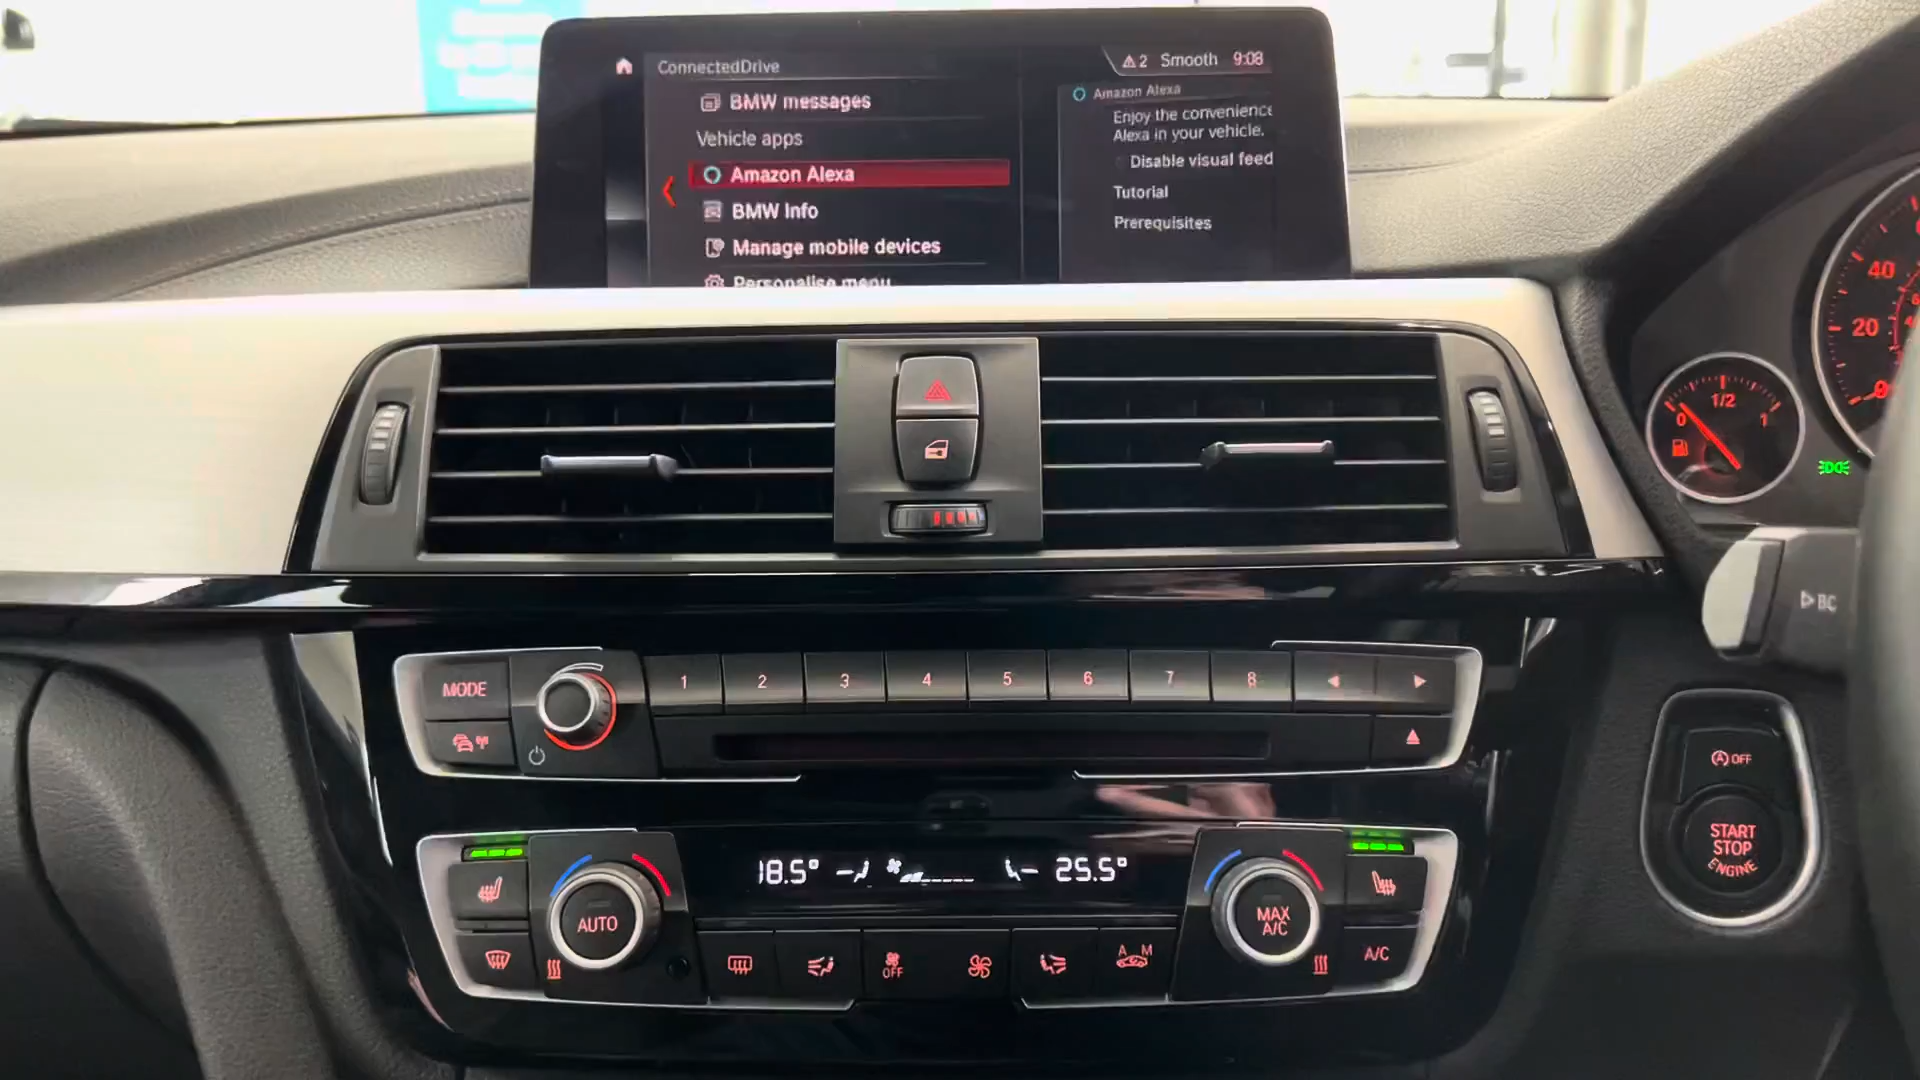 ConnectedDrive
⚠2 Smooth 9:08
BMW messages
Vehicle apps
Amazon Alexa
BMW Info
Manage mobile devices
Personalise menu
Amazon Alexa
Enjoy the convenience
Alexa in your vehicle.
Disable visual feed
Tutorial
Prerequisites
40
20
0
0 1/2 1
BC
MODE
1 2 3 4 5 6 7 8
A OFF
START
STOP
ENGINE
18.5° 25.5°
AUTO
MAX
A/C
A/C
OFF
A M